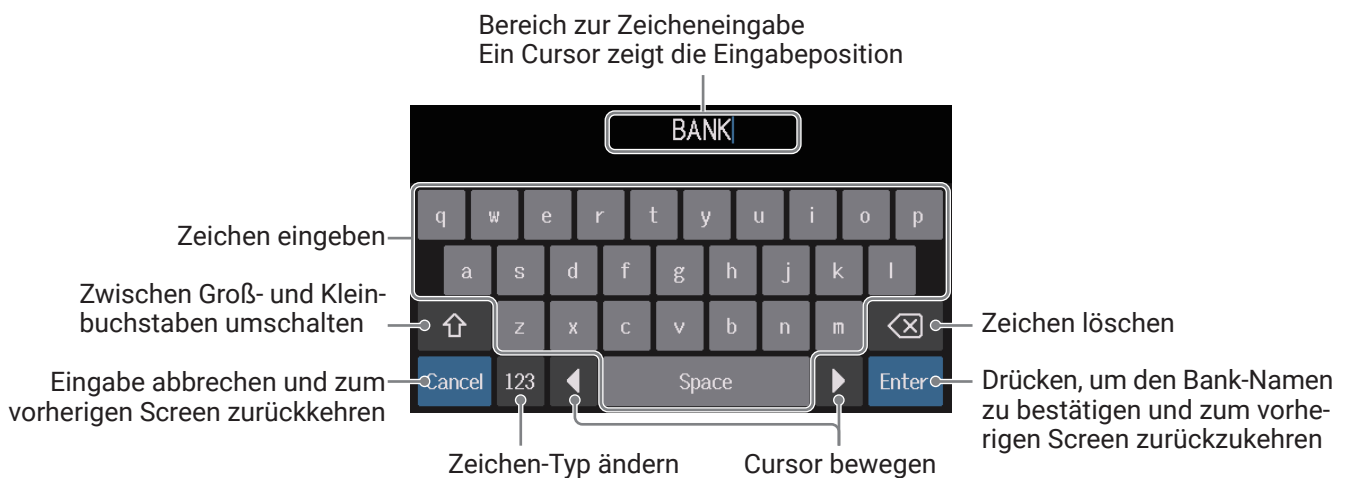 Bereich zur Zeicheneingabe
Ein Cursor zeigt die Eingabeposition
BANK
q w e r t y u i o p
Zeichen eingeben
a s d f g h j k l
Zwischen Groß- und Klein-
buchstaben umschalten
z x c v b n m
Zeichen löschen
Eingabe abbrechen und zum
vorherigen Screen zurückkehren
Cancel 123 Space Enter
Drücken, um den Bank-Namen
zu bestätigen und zum vorhe-
rigen Screen zurückzukehren
Zeichen-Typ ändern
Cursor bewegen